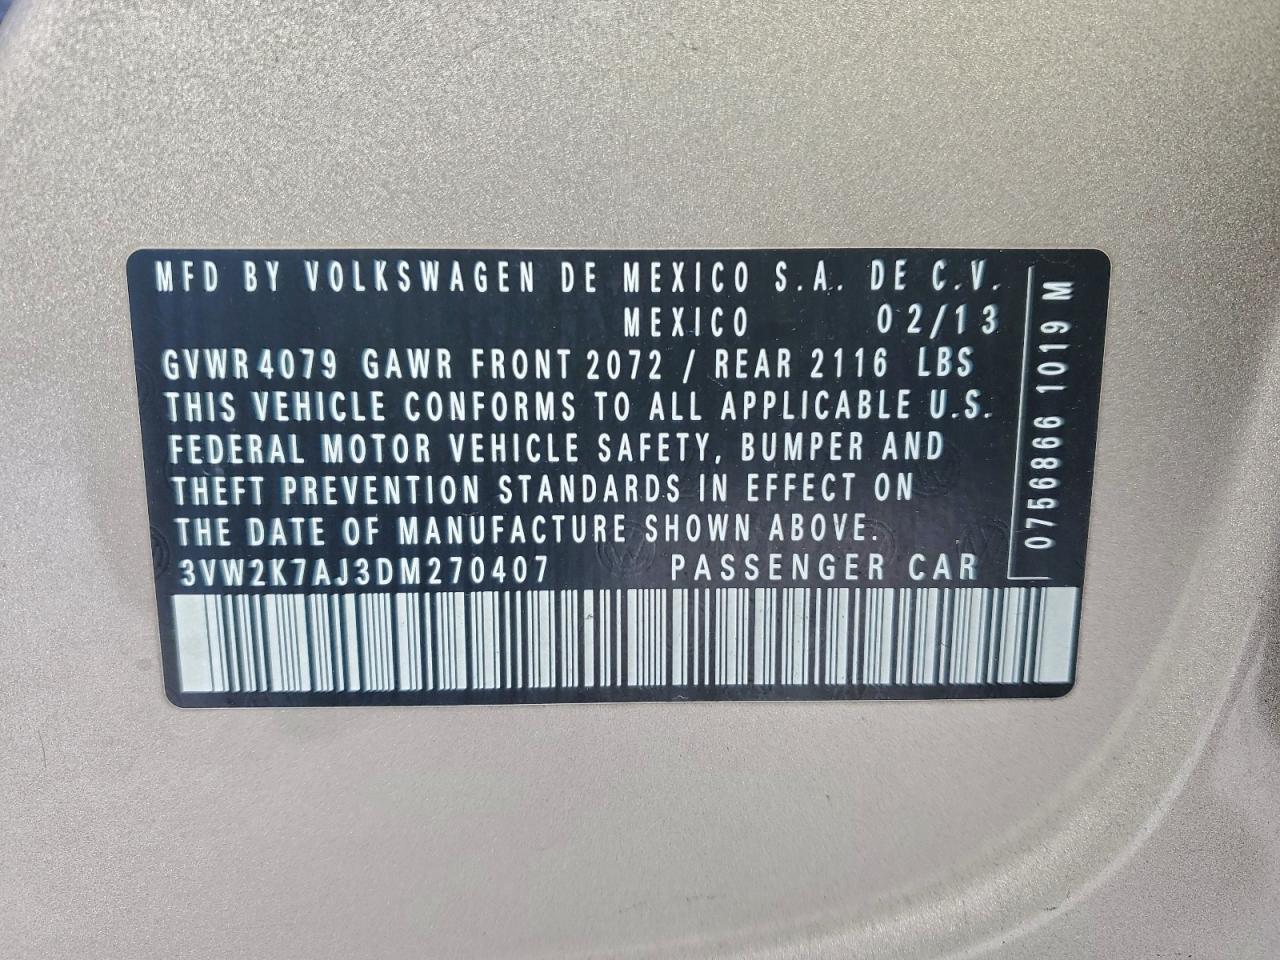 MFD BY VOLKSWAGEN DE MEXICO S.A. DE C.V.
MEXICO 02/13
GVWR 4079 GAWR FRONT 2072 / REAR 2116 LBS
THIS VEHICLE CONFORMS TO ALL APPLICABLE U.S.
FEDERAL MOTOR VEHICLE SAFETY, BUMPER AND
THEFT PREVENTION STANDARDS IN EFFECT ON
THE DATE OF MANUFACTURE SHOWN ABOVE.
3VW2K7AJ3DM270407 PASSENGER CAR
0756866 1019 M